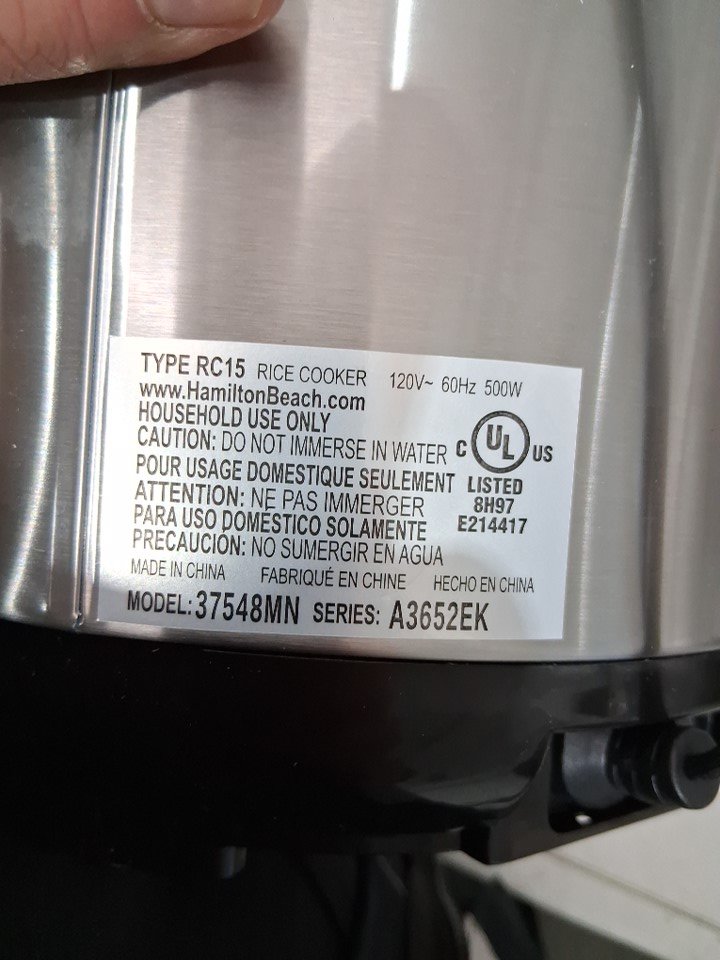 TYPE RC15 RICE COOKER 120V~ 60Hz 500W
www.HamiltonBeach.com
HOUSEHOLD USE ONLY
CAUTION: DO NOT IMMERSE IN WATER
POUR USAGE DOMESTIQUE SEULEMENT
ATTENTION: NE PAS IMMERGER
PARA USO DOMÉSTICO SOLAMENTE
PRECAUCIÓN: NO SUMERGIR EN AGUA
C UL US
LISTED
8H97
E214417
MADE IN CHINA FABRIQUÉ EN CHINE HECHO EN CHINA
MODEL: 37548MN SERIES: A3652EK